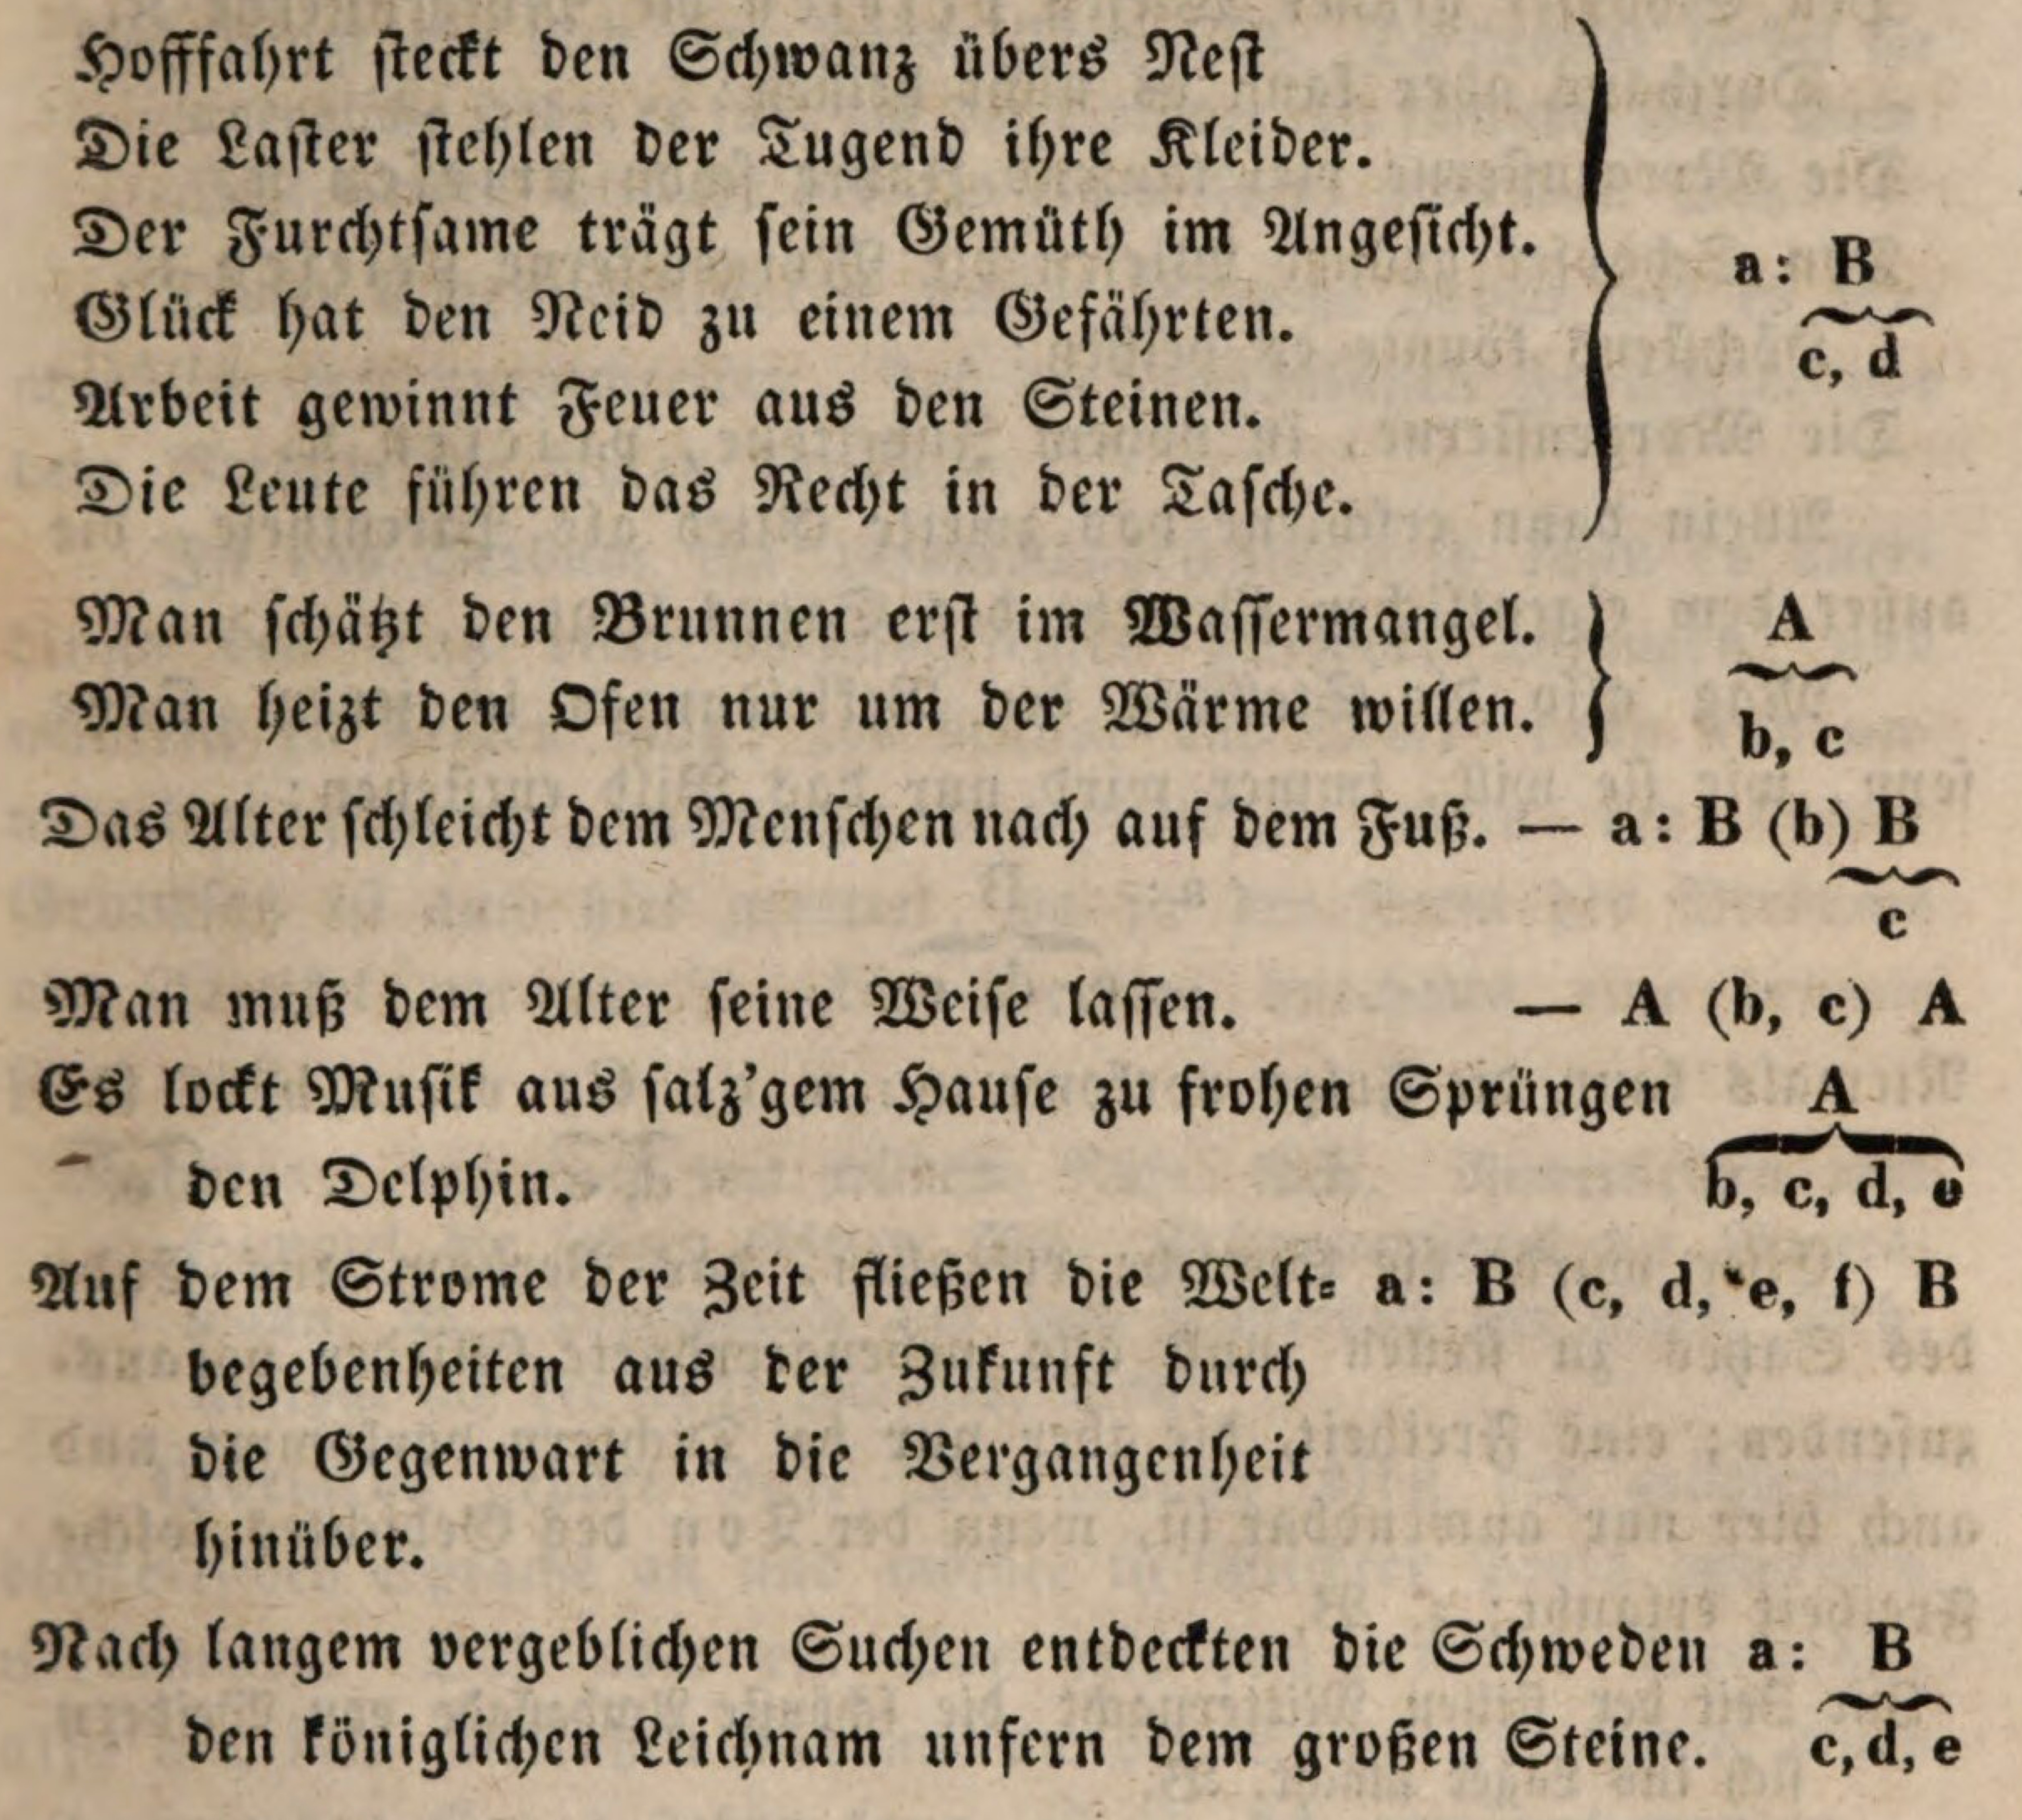 Hofffahrt ſteckt den Schwanz übers Neſt
Die Laſter ſtehlen der Tugend ihre Kleider.
Der Furchtſame trägt ſein Gemüth im Angeſicht.
Glück hat den Neid zu einem Gefährten.
Arbeit gewinnt Feuer aus den Steinen.
Die Leute führen das Recht in der Taſche.
a: B
c, d
Man ſchätzt den Brunnen erſt im Waſſermangel.
Man heizt den Ofen nur um der Wärme willen.
A
b, c
Das Alter ſchleicht dem Menſchen nach auf dem Fuß. — a: B (b) B
c
Man muß dem Alter ſeine Weiſe laſſen. — A (b, c) A
Es lockt Muſik aus ſalz'gem Hauſe zu frohen Sprüngen A
den Delphin. b, c, d, e
Auf dem Strome der Zeit fließen die Welt⸗ a: B (c, d, e, f) B
begebenheiten aus der Zukunft durch
die Gegenwart in die Vergangenheit
hinüber.
Nach langem vergeblichen Suchen entdeckten die Schweden a: B
den königlichen Leichnam unfern dem großen Steine. c, d, e